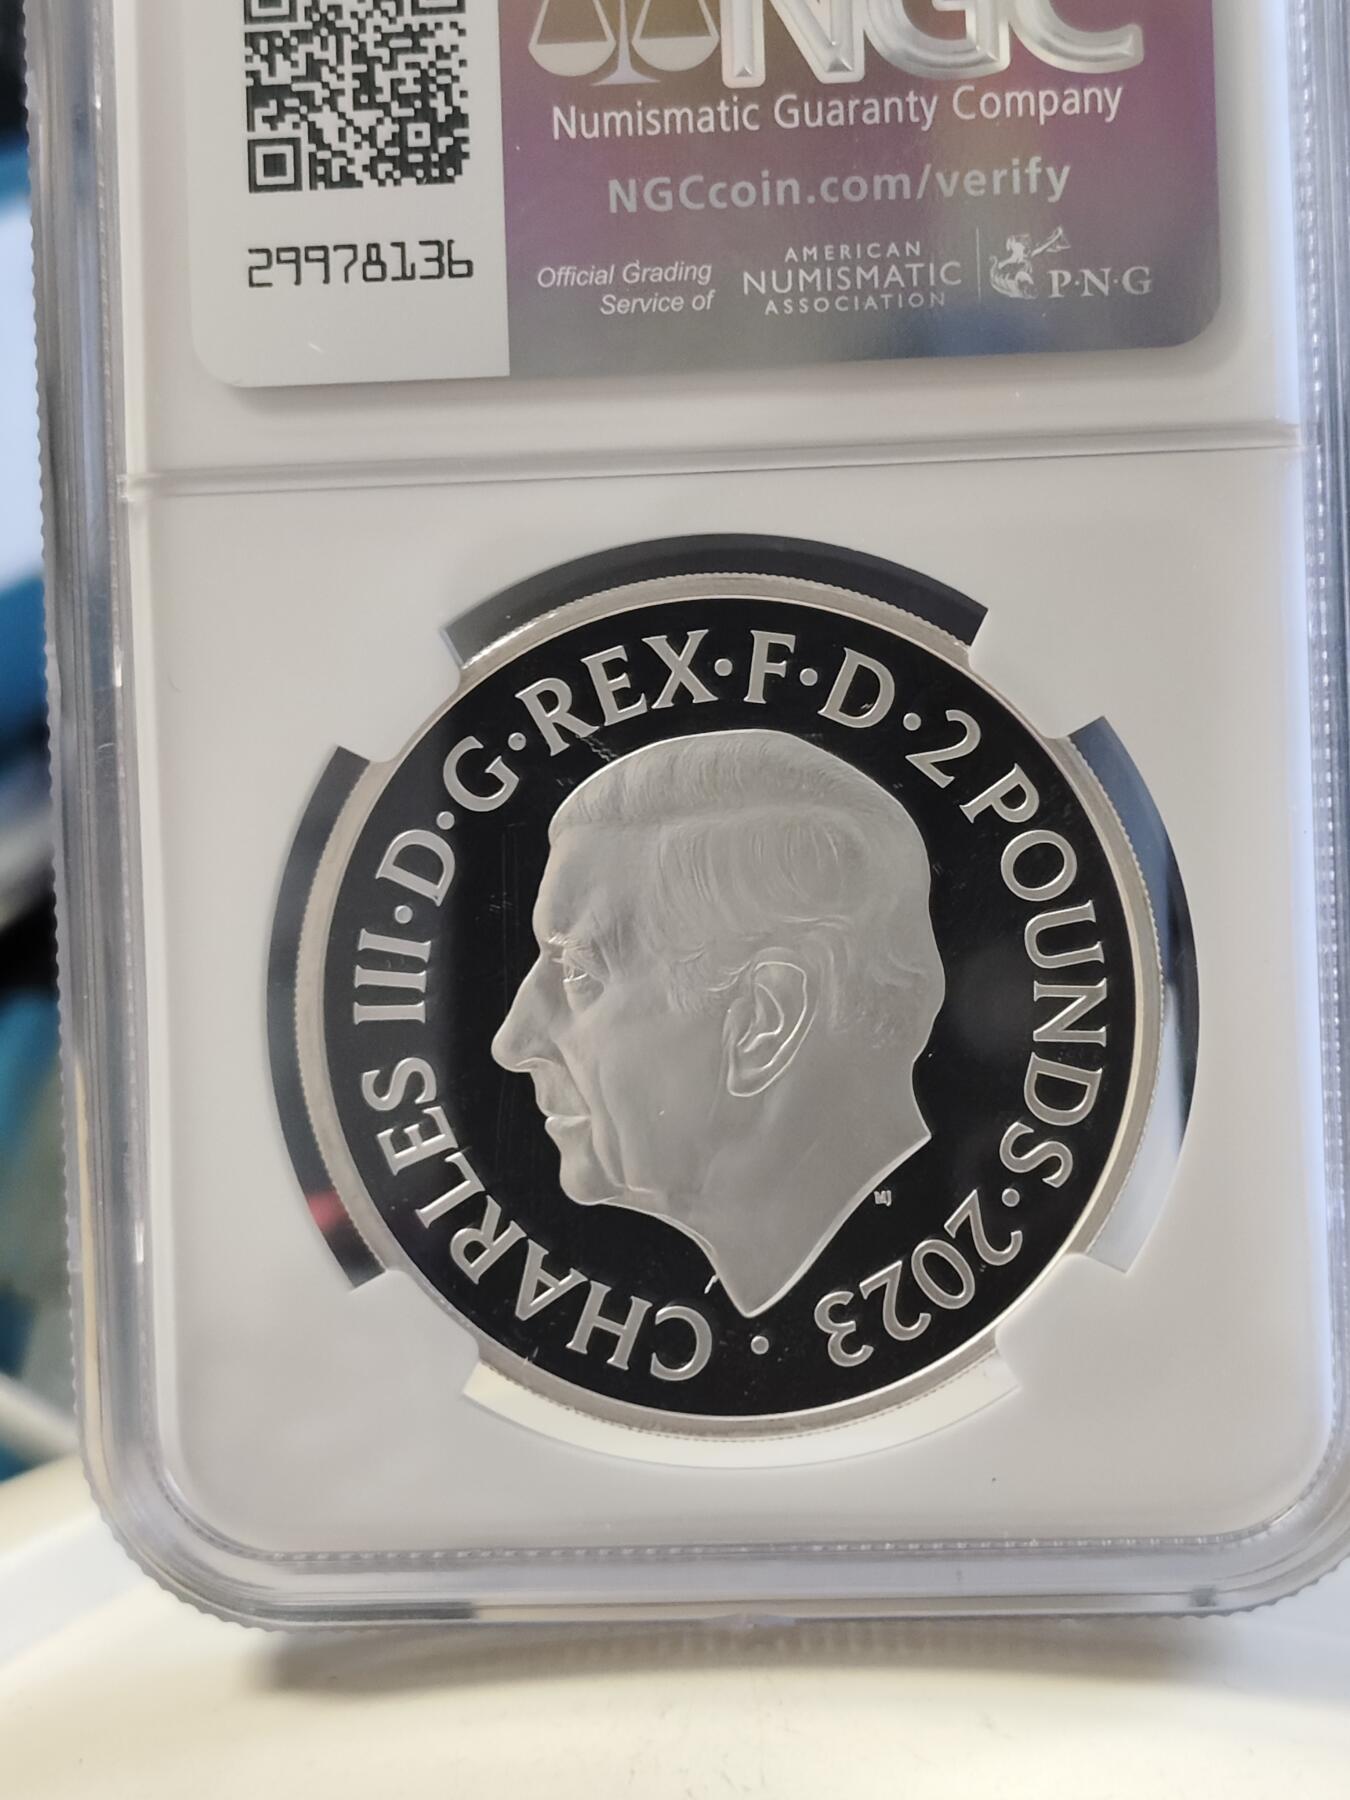 NGC
Numismatic Guaranty Company
NGCcoin.com/verify
29978136
Official Grading
Service of
AMERICAN
NUMISMATIC
ASSOCIATION
P·N·G
CHARLES III·D·G·REX·F·D·2 POUNDS·2023·
MJ